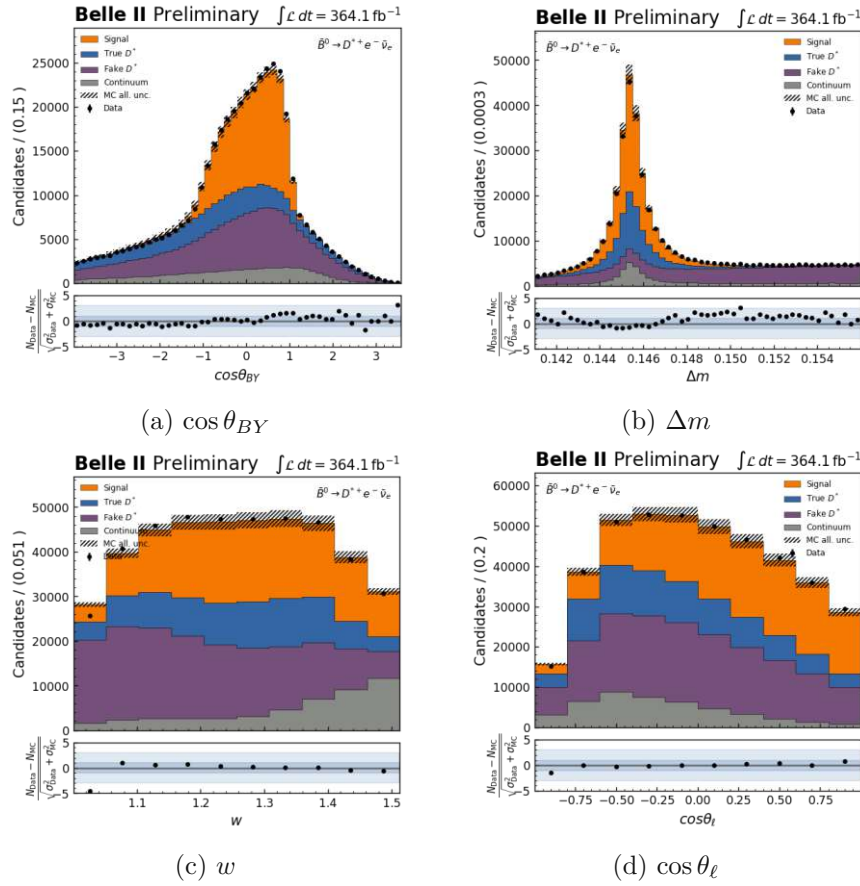 Belle II Preliminary ∫ℒ dt = 364.1 fb⁻¹
B̄⁰ → D*⁺ e⁻ ν̄ₑ
Signal
True D*
Fake D*
Continuum
MC all. unc.
Data
Candidates / (0.15)
25000
20000
15000
10000
5000
0
(N_Data − N_MC) / √(σ²_Data + σ²_MC)
5
0
−5
−3 −2 −1 0 1 2 3
cosθ_BY
(a) cos θ_BY
Belle II Preliminary ∫ℒ dt = 364.1 fb⁻¹
B̄⁰ → D*⁺ e⁻ ν̄ₑ
Signal
True D*
Fake D*
Continuum
MC all. unc.
Data
Candidates / (0.0003)
50000
40000
30000
20000
10000
0
(N_Data − N_MC) / √(σ²_Data + σ²_MC)
5
0
−5
0.142 0.144 0.146 0.148 0.150 0.152 0.154
Δm
(b) Δm
Belle II Preliminary ∫ℒ dt = 364.1 fb⁻¹
B̄⁰ → D*⁺ e⁻ ν̄ₑ
Signal
True D*
Fake D*
Continuum
MC all. unc.
Candidates / (0.051)
50000
40000
30000
20000
10000
0
(N_Data − N_MC) / √(σ²_Data + σ²_MC)
5
0
−5
1.1 1.2 1.3 1.4 1.5
w
(c) w
Belle II Preliminary ∫ℒ dt = 364.1 fb⁻¹
B̄⁰ → D*⁺ e⁻ ν̄ₑ
Signal
True D*
Fake D*
Continuum
MC all. unc.
Data
Candidates / (0.2)
60000
50000
40000
30000
20000
10000
0
(N_Data − N_MC) / √(σ²_Data + σ²_MC)
5
0
−5
−0.75 −0.50 −0.25 0.00 0.25 0.50 0.75
cosθ_ℓ
(d) cos θ_ℓ